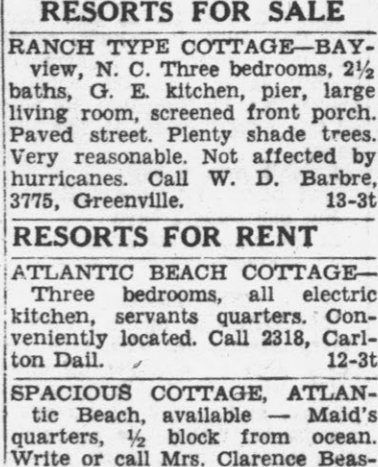 RESORTS FOR SALE
RANCH TYPE COTTAGE—BAY-
view, N. C. Three bedrooms, 2½
baths, G. E. kitchen, pier, large
living room, screened front porch.
Paved street. Plenty shade trees.
Very reasonable. Not affected by
hurricanes. Call W. D. Barbre,
3775, Greenville. 13-3t
RESORTS FOR RENT
ATLANTIC BEACH COTTAGE—
Three bedrooms, all electric
kitchen, servants quarters. Con-
veniently located. Call 2318, Carl-
ton Dail. 12-3t
SPACIOUS COTTAGE, ATLAN-
tic Beach, available — Maid's
quarters, ½ block from ocean.
Write or call Mrs. Clarence Beas-